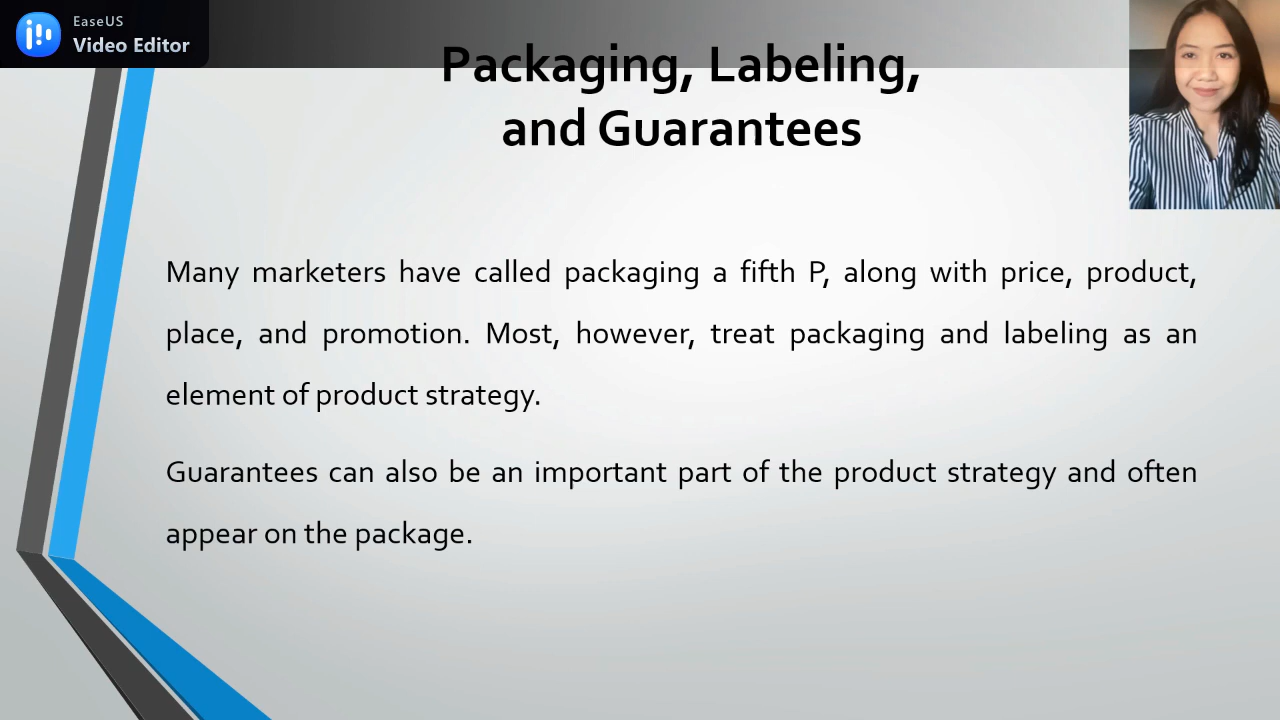 EaseUS
Video Editor
Packaging, Labeling,
and Guarantees
Many marketers have called packaging a fifth P, along with price, product,
place, and promotion. Most, however, treat packaging and labeling as an
element of product strategy.
Guarantees can also be an important part of the product strategy and often
appear on the package.